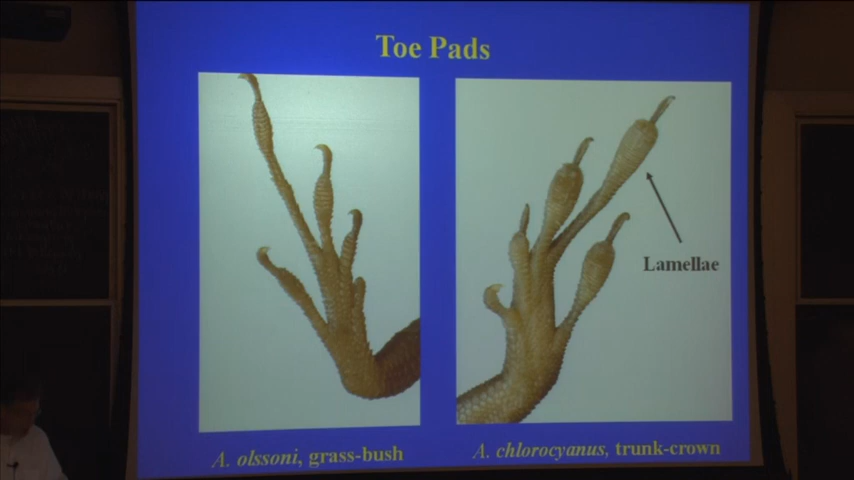 Toe Pads
Lamellae
A. olssoni, grass-bush
A. chlorocyanus, trunk-crown